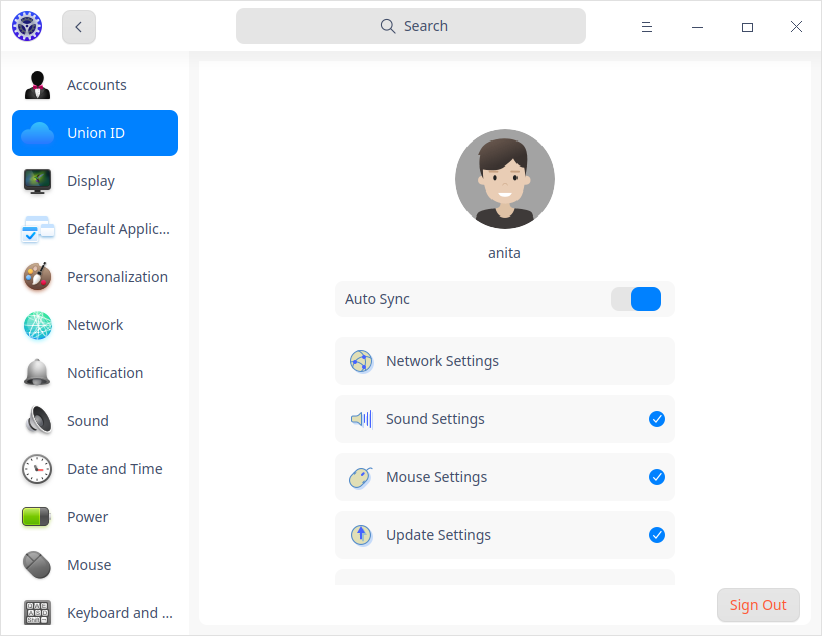 Search
Accounts
Union ID
Display
Default Applic...
Personalization
Network
Notification
Sound
Date and Time
Power
Mouse
Keyboard and ...
anita
Auto Sync
Network Settings
Sound Settings
Mouse Settings
Update Settings
Sign Out